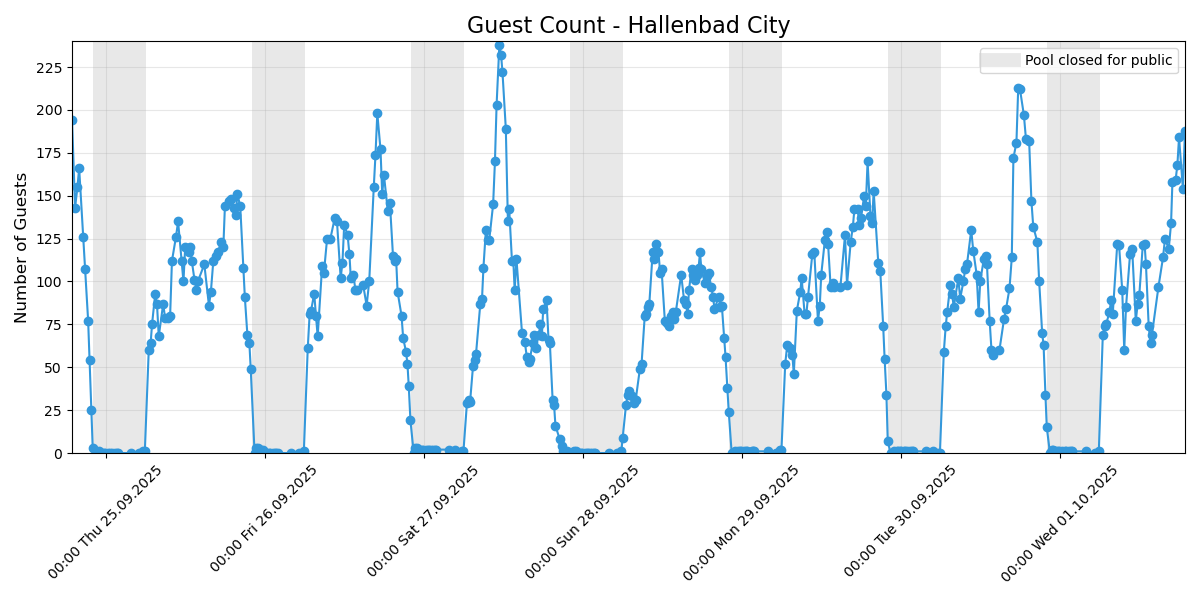 Guest Count - Hallenbad City
Pool closed for public
Number of Guests
225
200
175
150
125
100
75
50
25
0
00:00 Thu 25.09.2025
00:00 Fri 26.09.2025
00:00 Sat 27.09.2025
00:00 Sun 28.09.2025
00:00 Mon 29.09.2025
00:00 Tue 30.09.2025
00:00 Wed 01.10.2025